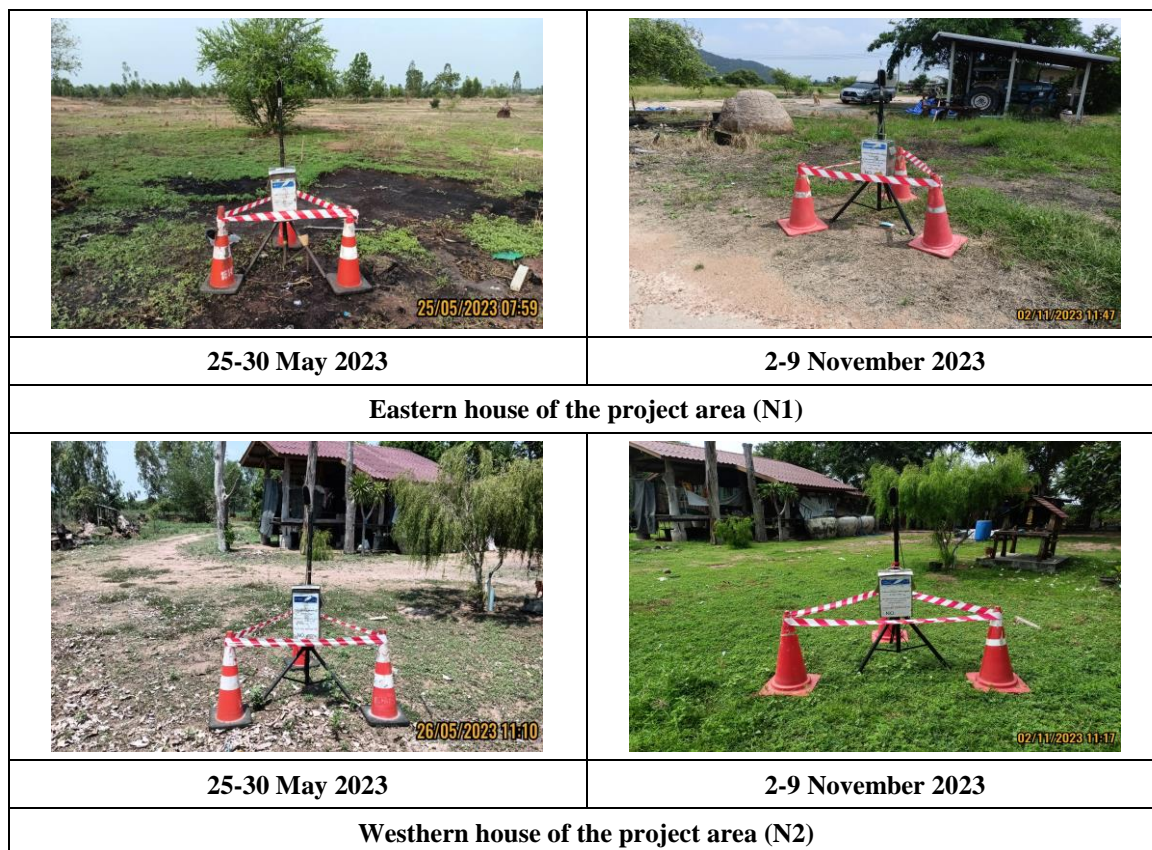 25/05/2023 07:59
02/11/2023 11:47
25-30 May 2023
2-9 November 2023
Eastern house of the project area (N1)
26/05/2023 11:10
02/11/2023 11:17
25-30 May 2023
2-9 November 2023
Westhern house of the project area (N2)